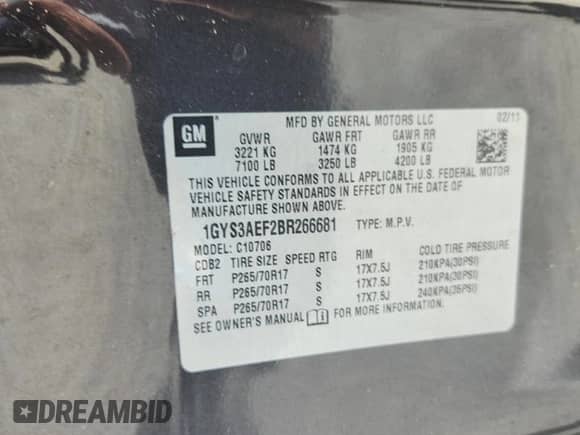 GM
MFD BY GENERAL MOTORS LLC 02/11
GVWR GAWR FRT GAWR RR
3221 KG 1474 KG 1905 KG
7100 LB 3250 LB 4200 LB
THIS VEHICLE CONFORMS TO ALL APPLICABLE U.S. FEDERAL MOTOR
VEHICLE SAFETY STANDARDS IN EFFECT ON THE DATE OF
MANUFACTURE SHOWN ABOVE.
1GYS3AEF2BR266681 TYPE: M.P.V.
MODEL: C10706
CDB2 TIRE SIZE SPEED RTG RIM COLD TIRE PRESSURE
FRT P265/70R17 S 17X7.5J 210KPA(30PSI)
RR P265/70R17 S 17X7.5J 210KPA(30PSI)
SPA P265/70R17 S 17X7.5J 240KPA(35PSI)
SEE OWNER'S MANUAL FOR MORE INFORMATION.
DREAMBID